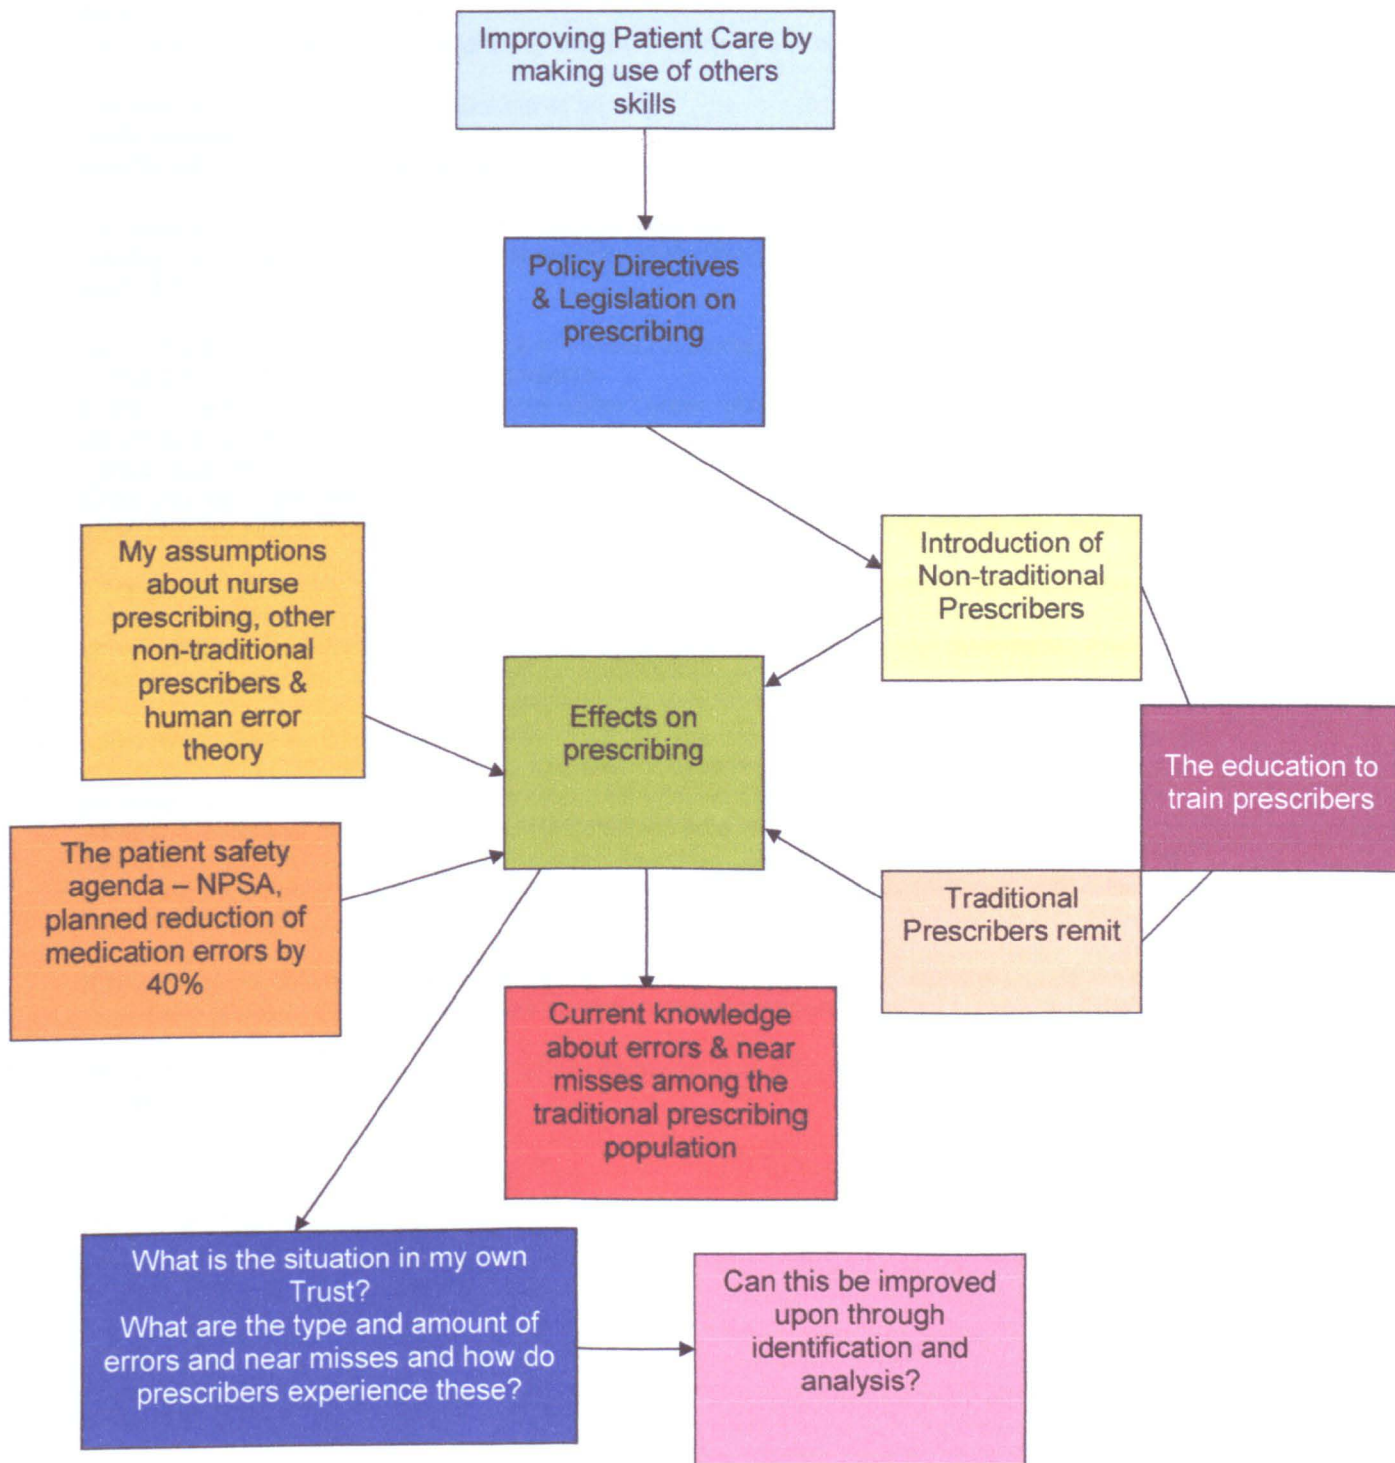 Improving Patient Care by
making use of others
skills
Policy Directives
& Legislation on
prescribing
My assumptions
about nurse
prescribing, other
non-traditional
prescribers &
human error
theory
Introduction of
Non-traditional
Prescribers
Effects on
prescribing
The education to
train prescribers
The patient safety
agenda – NPSA,
planned reduction of
medication errors by
40%
Traditional
Prescribers remit
Current knowledge
about errors & near
misses among the
traditional prescribing
population
What is the situation in my own
Trust?
What are the type and amount of
errors and near misses and how do
prescribers experience these?
Can this be improved
upon through
identification and
analysis?